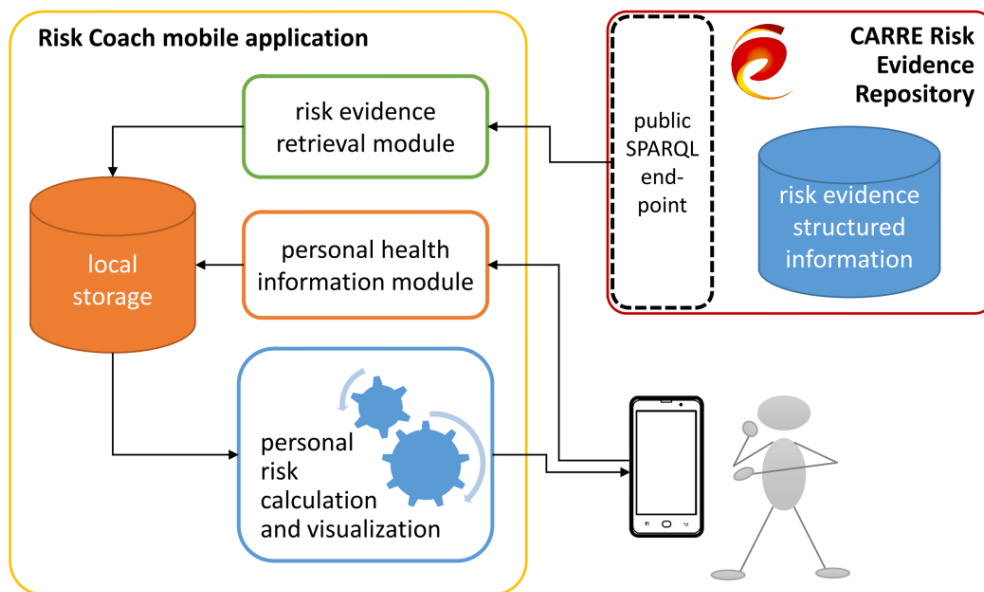 Risk Coach mobile application
risk evidence
retrieval module
local
storage
personal health
information module
personal
risk
calculation
and visualization
CARRE Risk
Evidence
Repository
public
SPARQL
end-
point
risk evidence
structured
information